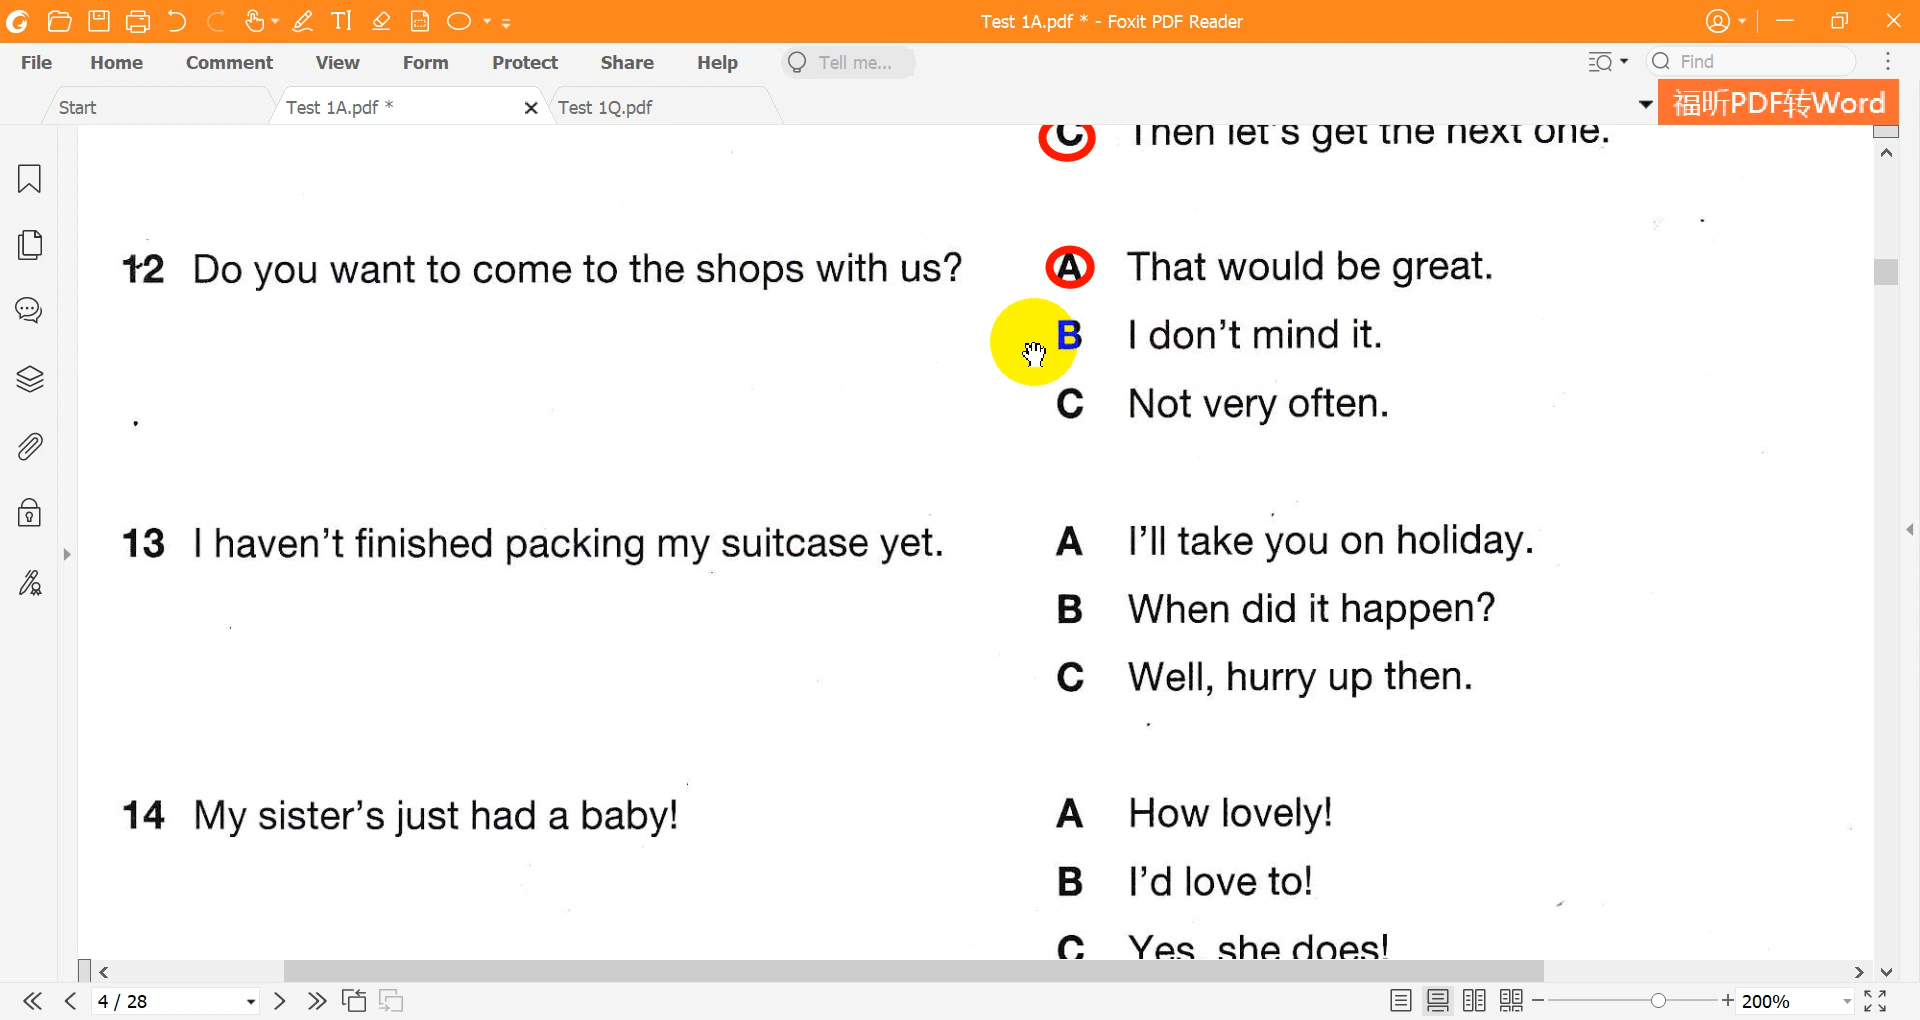 Test 1A.pdf * - Foxit PDF Reader
File Home Comment View Form Protect Share Help Tell me... Find
Start Test 1A.pdf * Test 1Q.pdf 福昕PDF转Word
C Then let's get the next one.
12 Do you want to come to the shops with us? A That would be great.
B I don't mind it.
C Not very often.
13 I haven't finished packing my suitcase yet. A I'll take you on holiday.
B When did it happen?
C Well, hurry up then.
14 My sister's just had a baby! A How lovely!
B I'd love to!
C Yes, she does!
4 / 28 200%